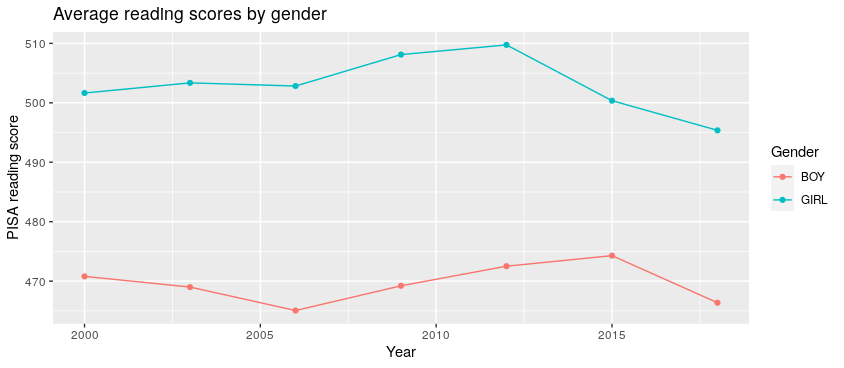 Average reading scores by gender
510
500
490
480
470
PISA reading score
2000
2005
2010
2015
Year
Gender
BOY
GIRL